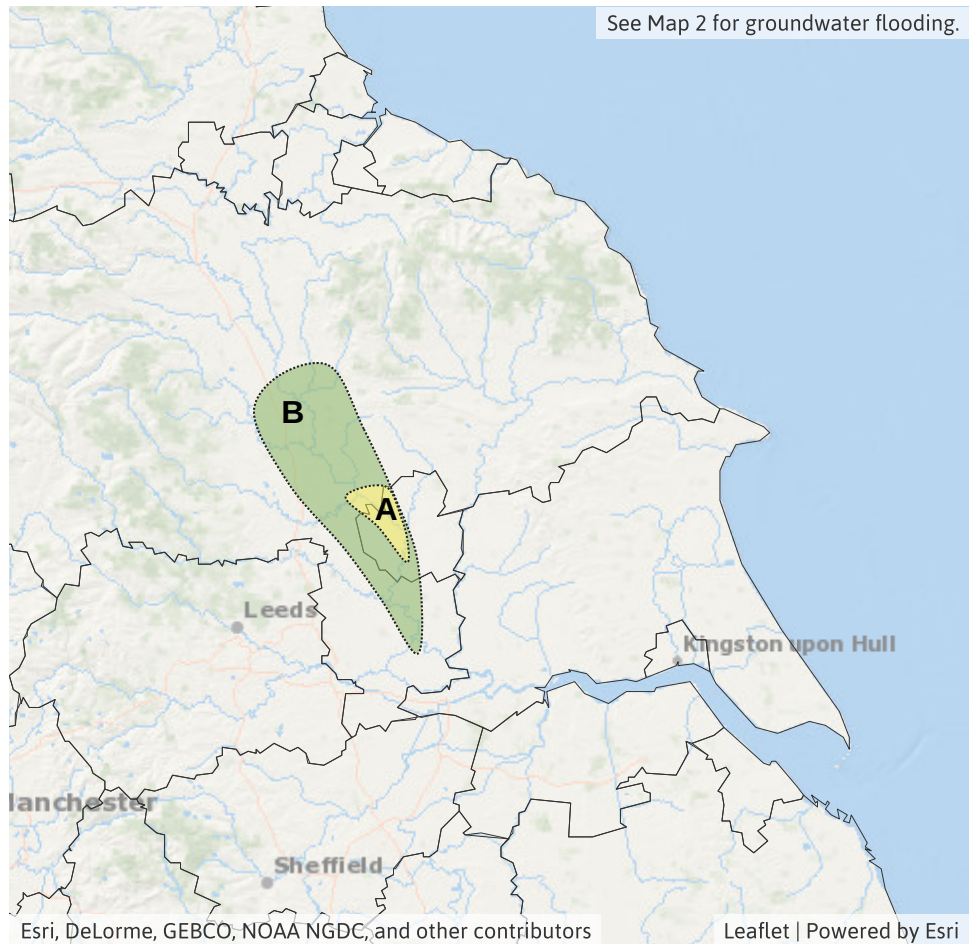 See Map 2 for groundwater flooding.
B
A
Leeds
Kingston upon Hull
Manchester
Sheffield
Esri, DeLorme, GEBCO, NOAA NGDC, and other contributors
Leaflet | Powered by Esri